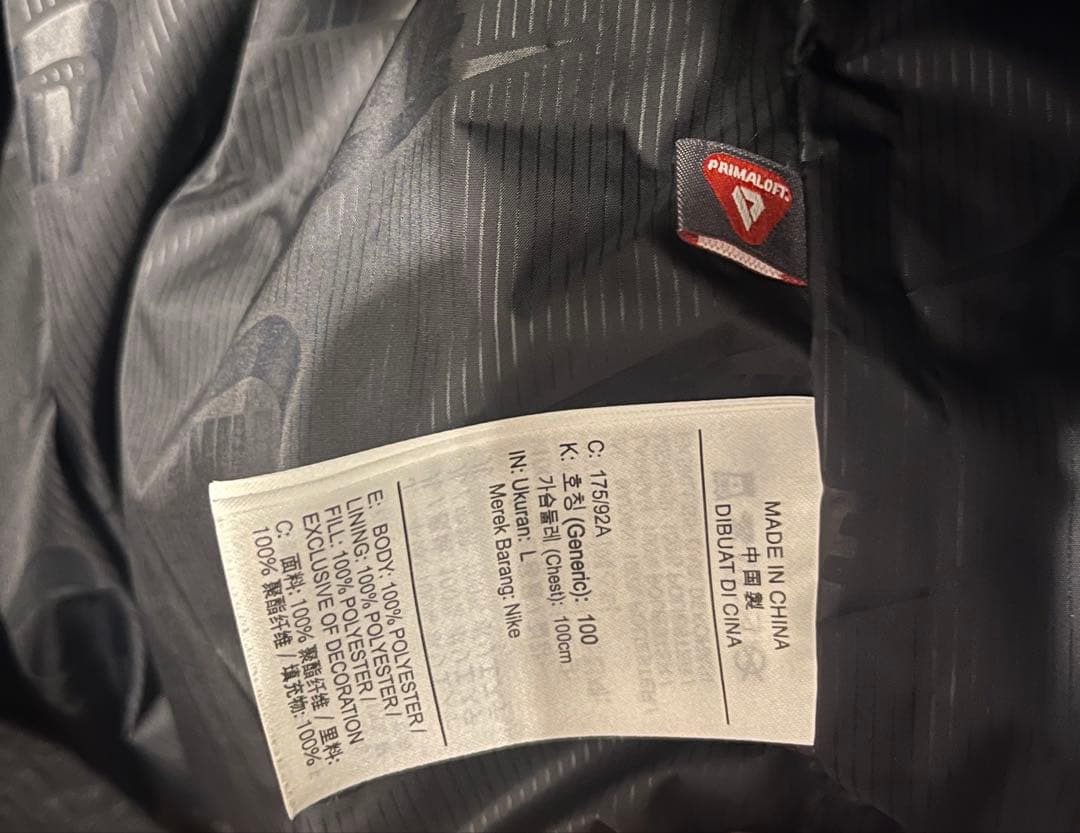 PRIMALOFT
MADE IN CHINA
中国製
DIBUAT DI CINA
C: 175/92A
K: 호칭 (Generic): 100
가슴둘레 (Chest): 100cm
IN: Ukuran: L
Merek Barang: Nike
E: BODY: 100% POLYESTER/
LINING: 100% POLYESTER/
FILL: 100% POLYESTER/
EXCLUSIVE OF DECORATION
C: 面料: 100% 聚酯纤维 / 里料:
100% 聚酯纤维 / 填充物: 100%